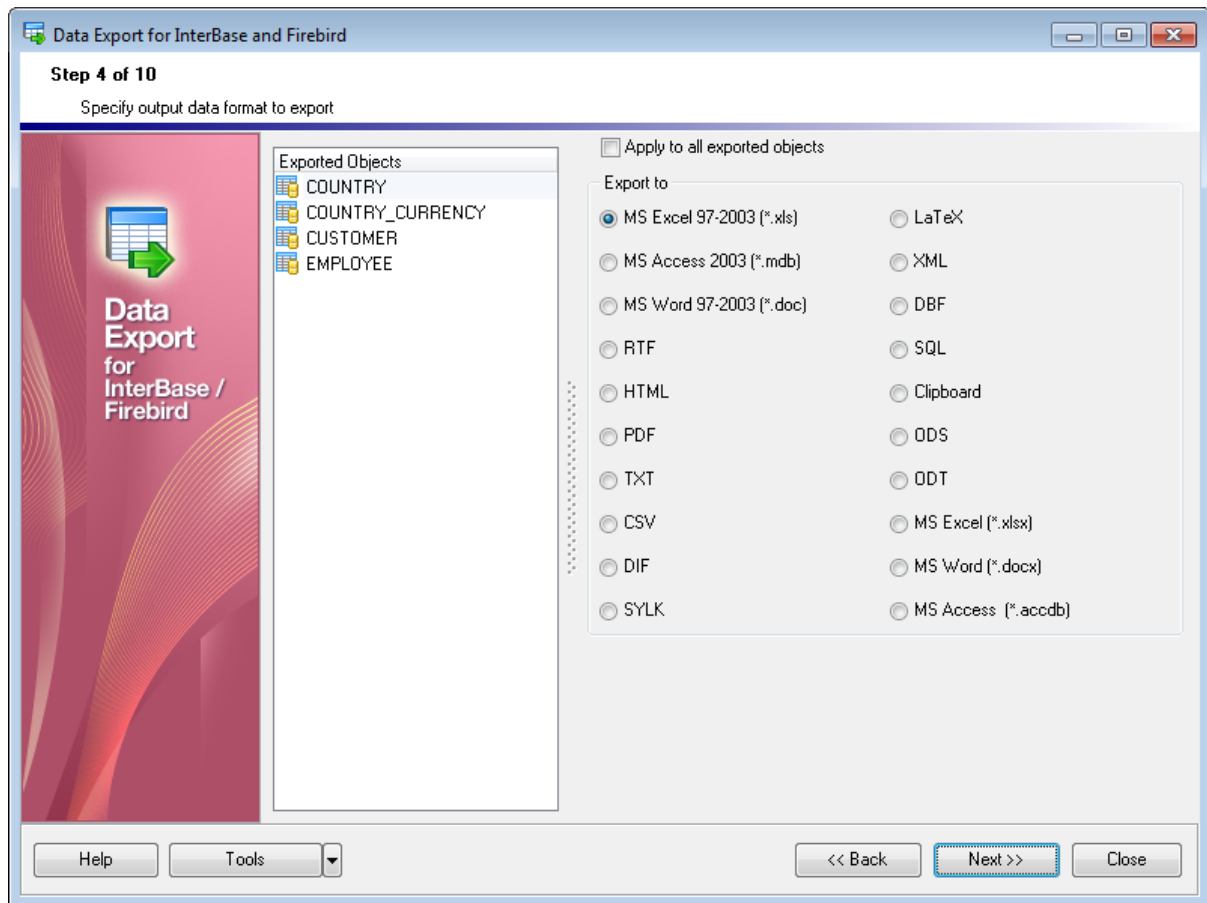 Data Export for InterBase and Firebird
Step 4 of 10
Specify output data format to export
Data
Export
for
InterBase /
Firebird
Exported Objects
COUNTRY
COUNTRY_CURRENCY
CUSTOMER
EMPLOYEE
Apply to all exported objects
Export to
MS Excel 97-2003 (*.xls)
MS Access 2003 (*.mdb)
MS Word 97-2003 (*.doc)
RTF
HTML
PDF
TXT
CSV
DIF
SYLK
LaTeX
XML
DBF
SQL
Clipboard
ODS
ODT
MS Excel (*.xlsx)
MS Word (*.docx)
MS Access (*.accdb)
Help
Tools
<< Back
Next >>
Close